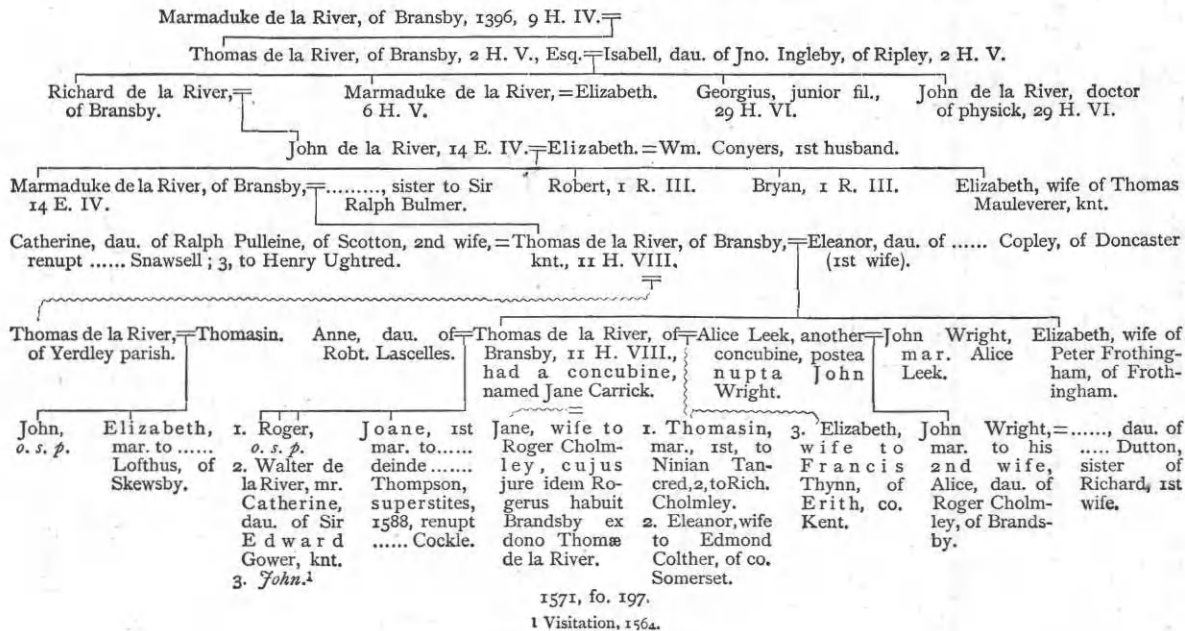 Marmaduke de la River, of Bransby, 1396, 9 H. IV.
Thomas de la River, of Bransby, 2 H. V., Esq.=Isabell, dau. of Jno. Ingleby, of Ripley, 2 H. V.
Richard de la River,=
of Bransby.
Marmaduke de la River, =Elizabeth.
6 H. V.
Georgius, junior fil.,
29 H. VI.
John de la River, doctor
of physick, 29 H. VI.
John de la River, 14 E. IV.=Elizabeth.=Wm. Conyers, 1st husband.
Marmaduke de la River, of Bransby,=........., sister to Sir
14 E. IV.
Ralph Bulmer.
Robert, 1 R. III.
Bryan, 1 R. III.
Elizabeth, wife of Thomas
Mauleverer, knt.
Catherine, dau. of Ralph Pulleine, of Scotton, 2nd wife,=Thomas de la River, of Bransby,=Eleanor, dau. of ...... Copley, of Doncaster
renupt ...... Snawsell; 3, to Henry Ughtred.
knt., 11 H. VIII.
(1st wife).
Thomas de la River,=Thomasin.
of Yerdley parish.
Anne, dau. of=
Robt. Lascelles.
Thomas de la River, of=
Bransby, 11 H. VIII.,
had a concubine,
named Jane Carrick.
Alice Leek, another=
concubine, postea
nupta John
Wright.
John Wright,
mar. Alice
Leek.
Elizabeth, wife of
Peter Frothing-
ham, of Froth-
ingham.
John,
o. s. p.
Elizabeth,
mar. to ......
Lofthus, of
Skewsby.
1. Roger,
o. s. p.
2. Walter de
la River, mr.
Catherine,
dau. of Sir
Edward
Gower, knt.
3. John.1
Joane, 1st
mar. to......
deinde .......
Thompson,
superstites,
1588, renupt
...... Cockle.
Jane, wife to
Roger Cholm-
ley, cujus
jure idem Ro-
gerus habuit
Brandsby ex
dono Thomæ
de la River.
1. Thomasin,
mar., 1st, to
Ninian Tan-
cred, 2, to Rich.
Cholmley.
2. Eleanor, wife
to Edmond
Colther, of co.
Somerset.
3. Elizabeth,
wife to
Francis
Thynn, of
Erith, co.
Kent.
John Wright,=......, dau. of
mar. to his
2nd wife,
Alice, dau. of
Roger Cholm-
ley, of Brands-
by.
..... Dutton,
sister of
Richard, 1st
wife.
1571, fo. 197.
1 Visitation, 1564.